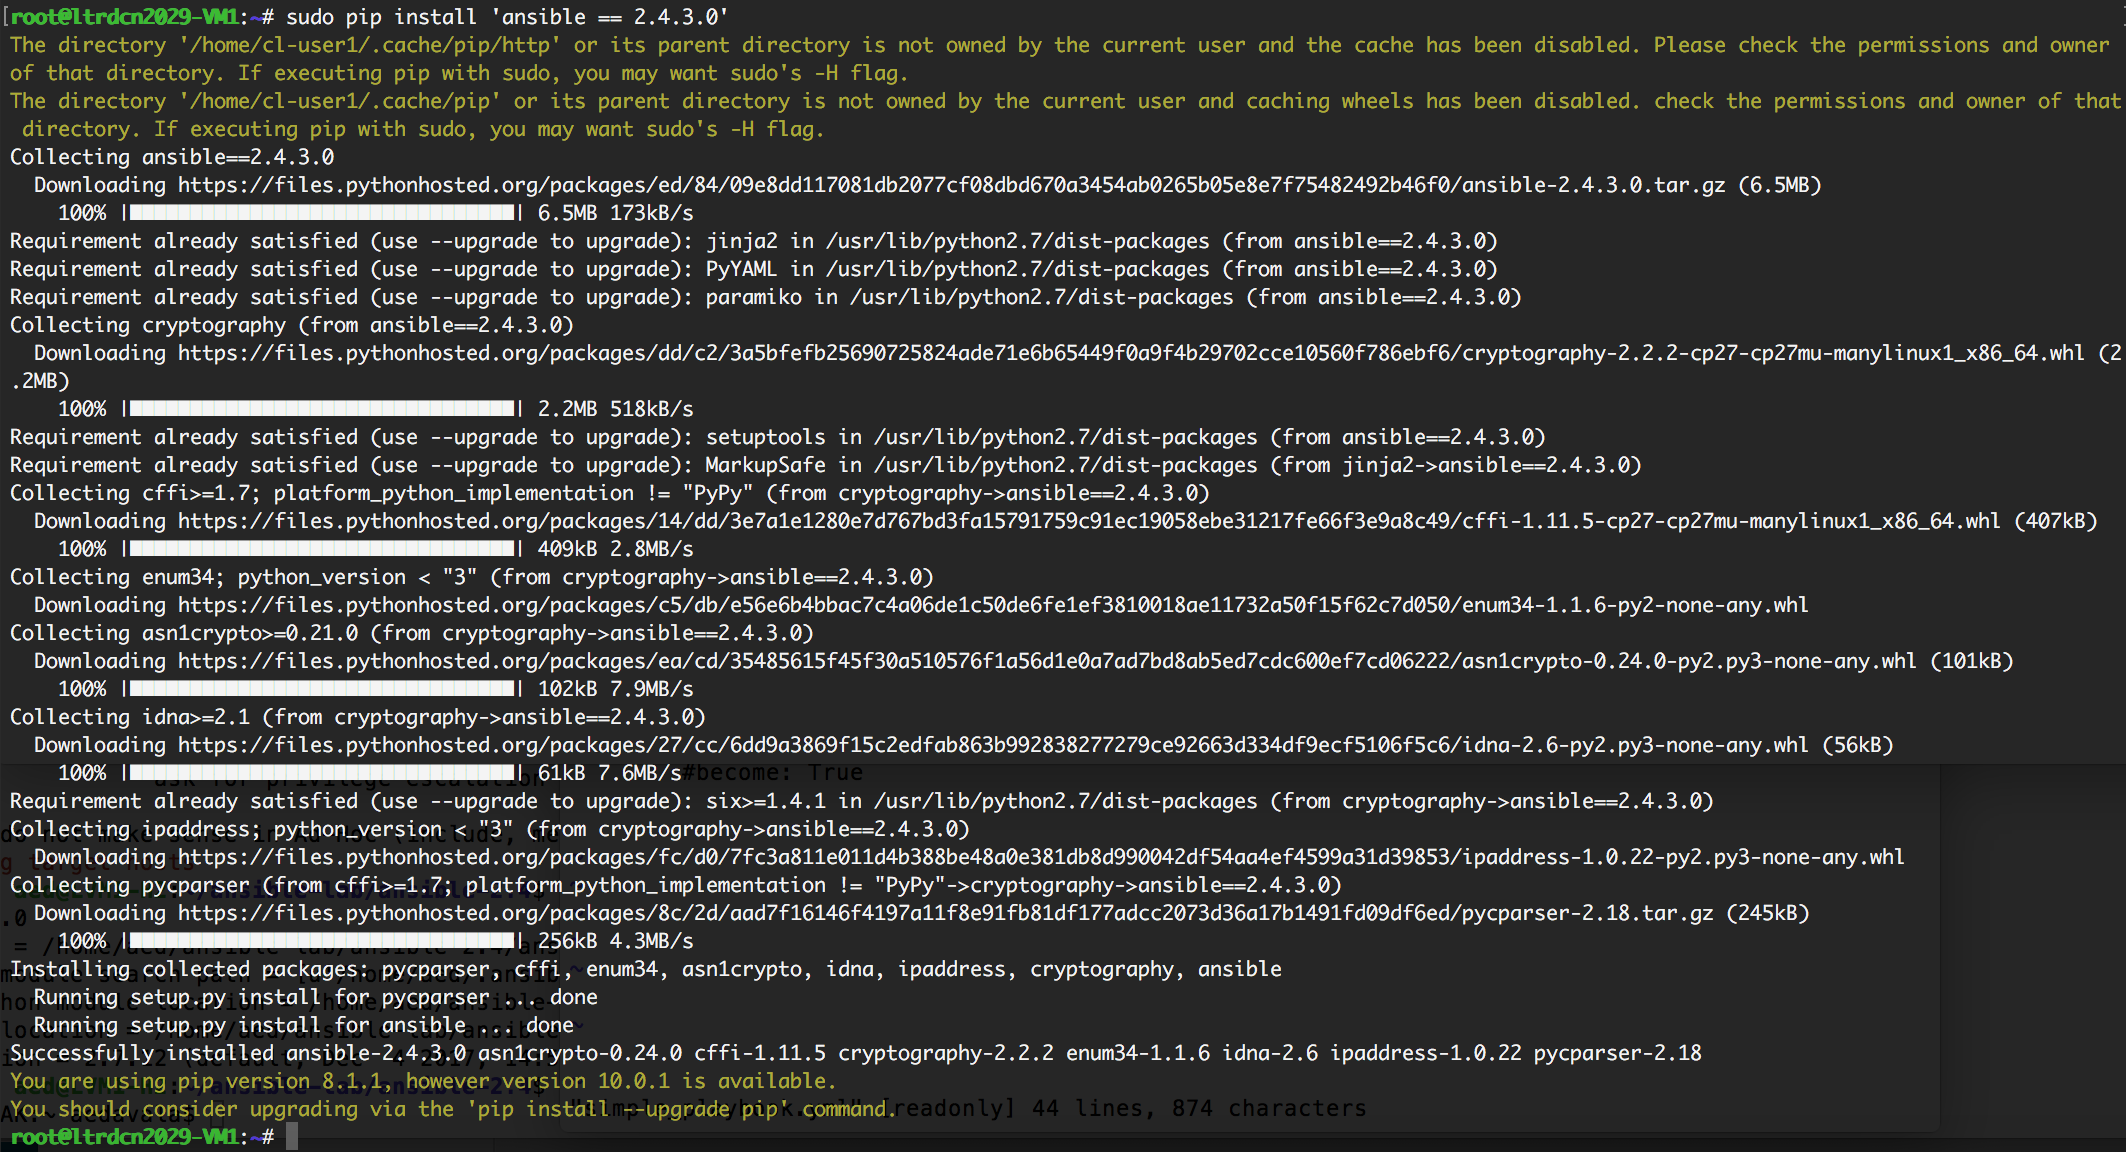 root@ltrdcn2029-VM1:~# sudo pip install 'ansible == 2.4.3.0'
The directory '/home/cl-user1/.cache/pip/http' or its parent directory is not owned by the current user and the cache has been disabled. Please check the permissions and owner
of that directory. If executing pip with sudo, you may want sudo's -H flag.
The directory '/home/cl-user1/.cache/pip' or its parent directory is not owned by the current user and caching wheels has been disabled. check the permissions and owner of that
directory. If executing pip with sudo, you may want sudo's -H flag.
Collecting ansible==2.4.3.0
Downloading https://files.pythonhosted.org/packages/ed/84/09e8dd117081db2077cf08dbd670a3454ab0265b05e8e7f75482492b46f0/ansible-2.4.3.0.tar.gz (6.5MB)
100% |████████████████████████████████| 6.5MB 173kB/s
Requirement already satisfied (use --upgrade to upgrade): jinja2 in /usr/lib/python2.7/dist-packages (from ansible==2.4.3.0)
Requirement already satisfied (use --upgrade to upgrade): PyYAML in /usr/lib/python2.7/dist-packages (from ansible==2.4.3.0)
Requirement already satisfied (use --upgrade to upgrade): paramiko in /usr/lib/python2.7/dist-packages (from ansible==2.4.3.0)
Collecting cryptography (from ansible==2.4.3.0)
Downloading https://files.pythonhosted.org/packages/dd/c2/3a5bfefb25690725824ade71e6b65449f0a9f4b29702cce10560f786ebf6/cryptography-2.2.2-cp27-cp27mu-manylinux1_x86_64.whl (2
.2MB)
100% |████████████████████████████████| 2.2MB 518kB/s
Requirement already satisfied (use --upgrade to upgrade): setuptools in /usr/lib/python2.7/dist-packages (from ansible==2.4.3.0)
Requirement already satisfied (use --upgrade to upgrade): MarkupSafe in /usr/lib/python2.7/dist-packages (from jinja2->ansible==2.4.3.0)
Collecting cffi>=1.7; platform_python_implementation != "PyPy" (from cryptography->ansible==2.4.3.0)
Downloading https://files.pythonhosted.org/packages/14/dd/3e7a1e1280e7d767bd3fa15791759c91ec19058ebe31217fe66f3e9a8c49/cffi-1.11.5-cp27-cp27mu-manylinux1_x86_64.whl (407kB)
100% |████████████████████████████████| 409kB 2.8MB/s
Collecting enum34; python_version < "3" (from cryptography->ansible==2.4.3.0)
Downloading https://files.pythonhosted.org/packages/c5/db/e56e6b4bbac7c4a06de1c50de6fe1ef3810018ae11732a50f15f62c7d050/enum34-1.1.6-py2-none-any.whl
Collecting asn1crypto>=0.21.0 (from cryptography->ansible==2.4.3.0)
Downloading https://files.pythonhosted.org/packages/ea/cd/35485615f45f30a510576f1a56d1e0a7ad7bd8ab5ed7cdc600ef7cd06222/asn1crypto-0.24.0-py2.py3-none-any.whl (101kB)
100% |████████████████████████████████| 102kB 7.9MB/s
Collecting idna>=2.1 (from cryptography->ansible==2.4.3.0)
Downloading https://files.pythonhosted.org/packages/27/cc/6dd9a3869f15c2edfab863b992838277279ce92663d334df9ecf5106f5c6/idna-2.6-py2.py3-none-any.whl (56kB)
100% |████████████████████████████████| 61kB 7.6MB/s #become: True
Requirement already satisfied (use --upgrade to upgrade): six>=1.4.1 in /usr/lib/python2.7/dist-packages (from cryptography->ansible==2.4.3.0)
Collecting ipaddress; python_version < "3" (from cryptography->ansible==2.4.3.0)
Downloading https://files.pythonhosted.org/packages/fc/d0/7fc3a811e011d4b388be48a0e381db8d990042df54aa4ef4599a31d39853/ipaddress-1.0.22-py2.py3-none-any.whl
Collecting pycparser (from cffi>=1.7; platform_python_implementation != "PyPy"->cryptography->ansible==2.4.3.0)
Downloading https://files.pythonhosted.org/packages/8c/2d/aad7f16146f4197a11f8e91fb81df177adcc2073d36a17b1491fd09df6ed/pycparser-2.18.tar.gz (245kB)
100% |████████████████████████████████| 256kB 4.3MB/s
Installing collected packages: pycparser, cffi, enum34, asn1crypto, idna, ipaddress, cryptography, ansible
Running setup.py install for pycparser ... done
Running setup.py install for ansible ... done
Successfully installed ansible-2.4.3.0 asn1crypto-0.24.0 cffi-1.11.5 cryptography-2.2.2 enum34-1.1.6 idna-2.6 ipaddress-1.0.22 pycparser-2.18
You are using pip version 8.1.1, however version 10.0.1 is available.
You should consider upgrading via the 'pip install --upgrade pip' command. [readonly] 44 lines, 874 characters
root@ltrdcn2029-VM1:~#